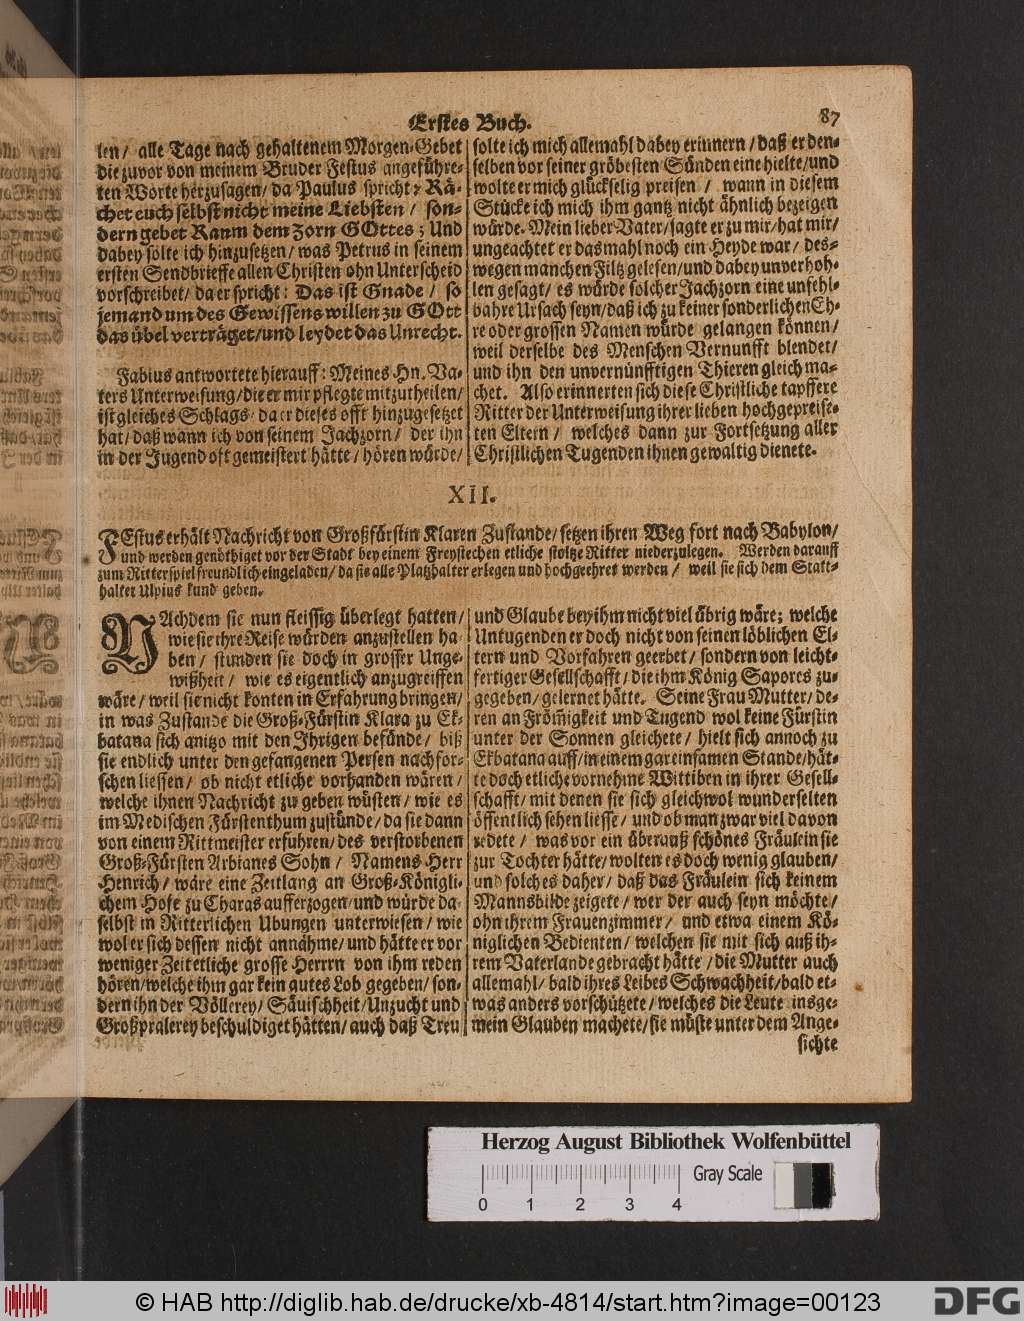 Erstes Buch.
87
len/ alle Tage nach gehaltenem Morgen-Gebet
die zuvor von meinem Bruder Festus angeführe-
ten Worte herzusagen/ da Paulus spricht: Rä-
chet euch selbst nicht meine Liebsten/ son-
dern gebet Raum dem Zorn GOttes; Und
dabey solte ich hinzusetzen/ was Petrus in seinem
ersten Sendbrieffe allen Christen ohn Unterscheid
vorschreibet/ da er spricht: Das ist Gnade/ so
jemand um des Gewissens willen zu GOtt
das übel verträget/ und leydet das Unrecht.
Fabius antwortete hierauff: Meines Hn. Va-
ters Unterweisung/ die er mir pflegte mitzutheilen/
ist gleiches Schlags/ da er dieses offt hinzugesetzet
hat/ daß wann ich von seinem Jachzorn/ der ihn
in der Jugend oft gemeistert hätte/ hören würde/
solte ich mich allemahl dabey erinnern/ daß er den-
selben vor seiner gröbesten Sünden eine hielte/ und
wolte er mich glückselig preisen/ wann in diesem
Stücke ich mich ihm gantz nicht ähnlich bezeigen
würde. Mein lieber Vater/ sagte er zu mir/ hat mir/
ungeachtet er dasmahl noch ein Heyde war/ des-
wegen manchen Filtz gelesen/ und dabey unverhoh-
len gesagt/ es würde solcher Jachzorn eine unfehl-
bahre Ursach seyn/ daß ich zu keiner sonderlichen Eh-
re oder grossen Namen würde gelangen können/
weil derselbe des Menschen Vernunfft blendet/
und ihn den unvernünfftigen Thieren gleich ma-
chet. Also erinnerten sich diese Christliche tapffere
Ritter der Unterweisung ihrer lieben hochgepreise-
ten Eltern/ welches dann zur Fortsetzung aller
Christlichen Tugenden ihnen gewaltig dienete.
XII.
FEstus erhält Nachricht von Großfürstin Klaren Zustande/ setzen ihren Weg fort nach Babylon/
und werden genöthiget vor der Stadt bey einem Freystechen etliche stoltze Ritter niederzulegen. Werden darauff
zum Ritterspiel freundlich eingeladen/ da sie alle Platzhalter erlegen und hochgeehret werden/ weil sie sich dem Statt-
halter Ulpius kund geben.
NAchdem sie nun fleissig überlegt hatten/
wie sie ihre Reise würden anzustellen ha-
ben/ stunden sie doch in grosser Unge-
wißheit/ wie es eigentlich anzugreiffen
wäre/ weil sie nicht konten in Erfahrung bringen/
in was Zustande die Groß-Fürstin Klara zu Ek-
batana sich anitzo mit den Ihrigen befünde/ biß
sie endlich unter den gefangenen Persen nachfor-
schen liessen/ ob nicht etliche vorhanden wären/
welche ihnen Nachricht zu geben wüsten/ wie es
im Medischen Fürstenthum zustünde/ da sie dann
von einem Rittmeister erfuhren/ des verstorbenen
Groß-Fürsten Arbianes Sohn/ Namens Herr
Henrich/ wäre eine Zeitlang an Groß-Königli-
chem Hofe zu Charas aufferzogen/ und würde da-
selbst in Ritterlichen Ubungen unterwiesen/ wie
wol er sich dessen nicht annähme/ und hätte er vor
weniger Zeit etliche grosse Herrrn von ihm reden
hören/ welche ihm gar kein gutes Lob gegeben/ son-
dern ihn der Völlerey/ Säuischheit/ Unzucht und
Großpralerey beschuldiget hätten/ auch daß Treu
und Glaube bey ihm nicht viel übrig wäre; welche
Untugenden er doch nicht von seinen löblichen El-
tern und Vorfahren geerbet/ sondern von leicht-
fertiger Gesellschafft/ die ihm König Sapores zu-
gegeben/ gelernet hätte. Seine Frau Mutter/ de-
ren an Frömigkeit und Tugend wol keine Fürstin
unter der Sonnen gleichete/ hielt sich annoch zu
Ekbatana auff/ in einem gar einsamen Stande/ hät-
te doch etliche vornehme Wittiben in ihrer Gesell-
schafft/ mit denen sie sich gleichwol wunderselten
öffentlich sehen liesse/ und ob man zwar viel davon
redete/ was vor ein überauß schönes Fräulein sie
zur Tochter hätte/ wolten es doch wenig glauben/
und solches daher/ daß das Fräulein sich keinem
Mannsbilde zeigete/ wer der auch seyn möchte/
ohn ihrem Frauenzimmer/ und etwa einem Kö-
niglichen Bedienten/ welchen sie mit sich auß ih-
rem Vaterlande gebracht hätte/ die Mutter auch
allemahl/ bald ihres Leibes Schwachheit/ bald et-
was anders vorschützete/ welches die Leute insge-
mein Glauben machete/ sie müste unter dem Ange-
sichte
Herzog August Bibliothek Wolfenbüttel
Gray Scale
0 1 2 3 4
© HAB http://diglib.hab.de/drucke/xb-4814/start.htm?image=00123
DFG